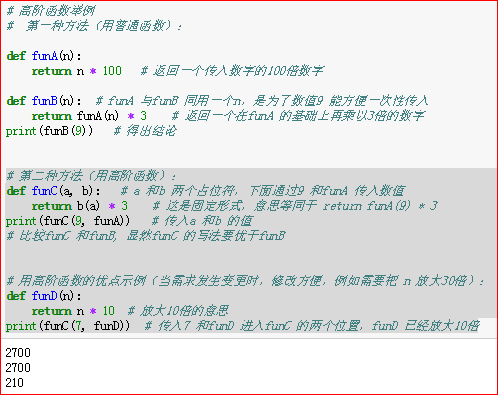 # 高阶函数举例
#  第一种方法（用普通函数）：
def funA(n):
    return n * 100   # 返回一个传入数字的100倍数字
def funB(n):  # funA 与funB 同用一个n，是为了数值9 能方便一次性传入
    return funA(n) * 3    # 返回一个在funA 的基础上再乘以3倍的数字
print(funB(9))   # 得出结论
# 第二种方法（用高阶函数）：
def funC(a, b):   # a 和b 两个占位符，下面通过9 和funA 传入数值
    return b(a) * 3    # 这是固定形式，意思等同于 return funA(9) * 3
print(funC(9, funA))   # 传入a 和b 的值
# 比较funC 和funB, 显然funC 的写法要优于funB
# 用高阶函数的优点示例（当需求发生变更时，修改方便，例如需要把 n 放大30倍）：
def funD(n):
    return n * 10  # 放大10倍的意思
print(funC(7, funD))  # 传入7 和funD 进入funC 的两个位置，funD 已经放大10倍
2700
2700
210